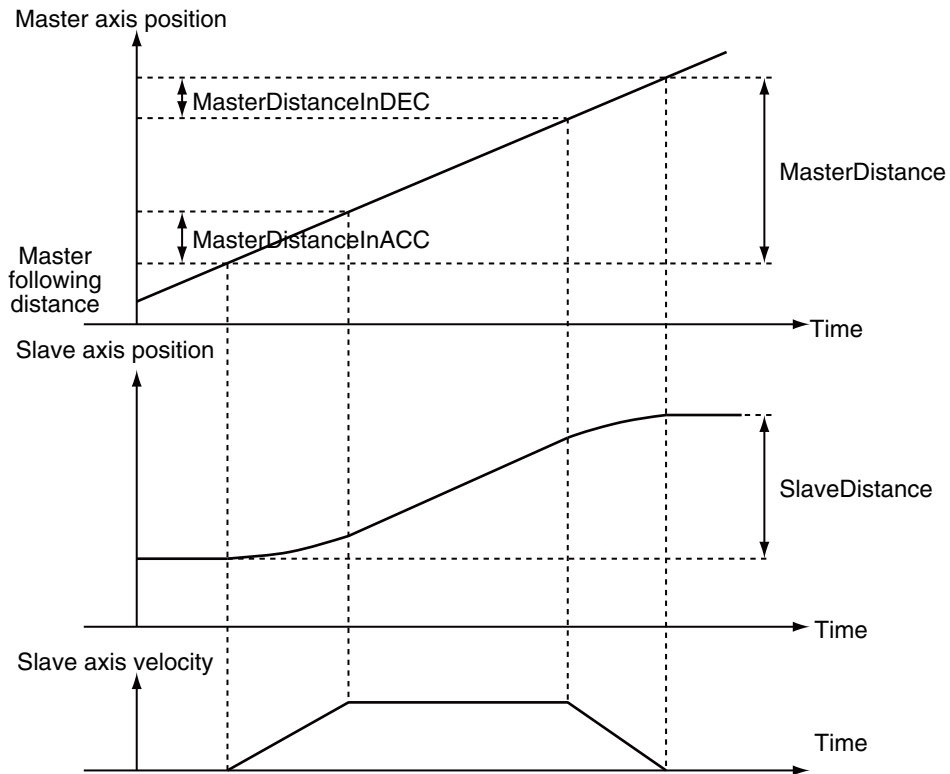 Master axis position
MasterDistanceInDEC
MasterDistance
MasterDistanceInACC
Master
following
distance
Time
Slave axis position
SlaveDistance
Time
Slave axis velocity
Time